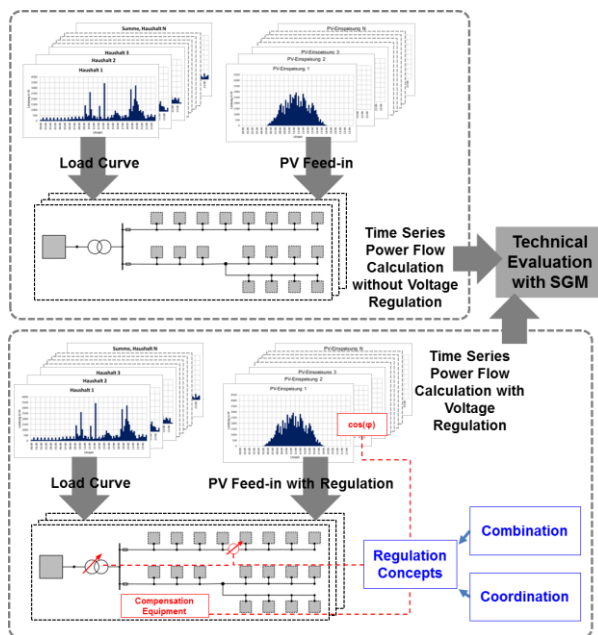 Summe, Haushalt N
Haushalt 3
Haushalt 2
Haushalt 1
PV-Einspeisung N
PV-Einspeisung 3
PV-Einspeisung 2
PV-Einspeisung 1
Load Curve
PV Feed-in
Time Series
Power Flow
Calculation
without Voltage
Regulation
Technical
Evaluation
with SGM
Summe, Haushalt N
Haushalt 3
Haushalt 2
Haushalt 1
PV-Einspeisung N
PV-Einspeisung 3
PV-Einspeisung 2
PV-Einspeisung 1
cos(φ)
Time Series
Power Flow
Calculation with
Voltage
Regulation
Load Curve
PV Feed-in with Regulation
Compensation
Equipment
Regulation
Concepts
Combination
Coordination